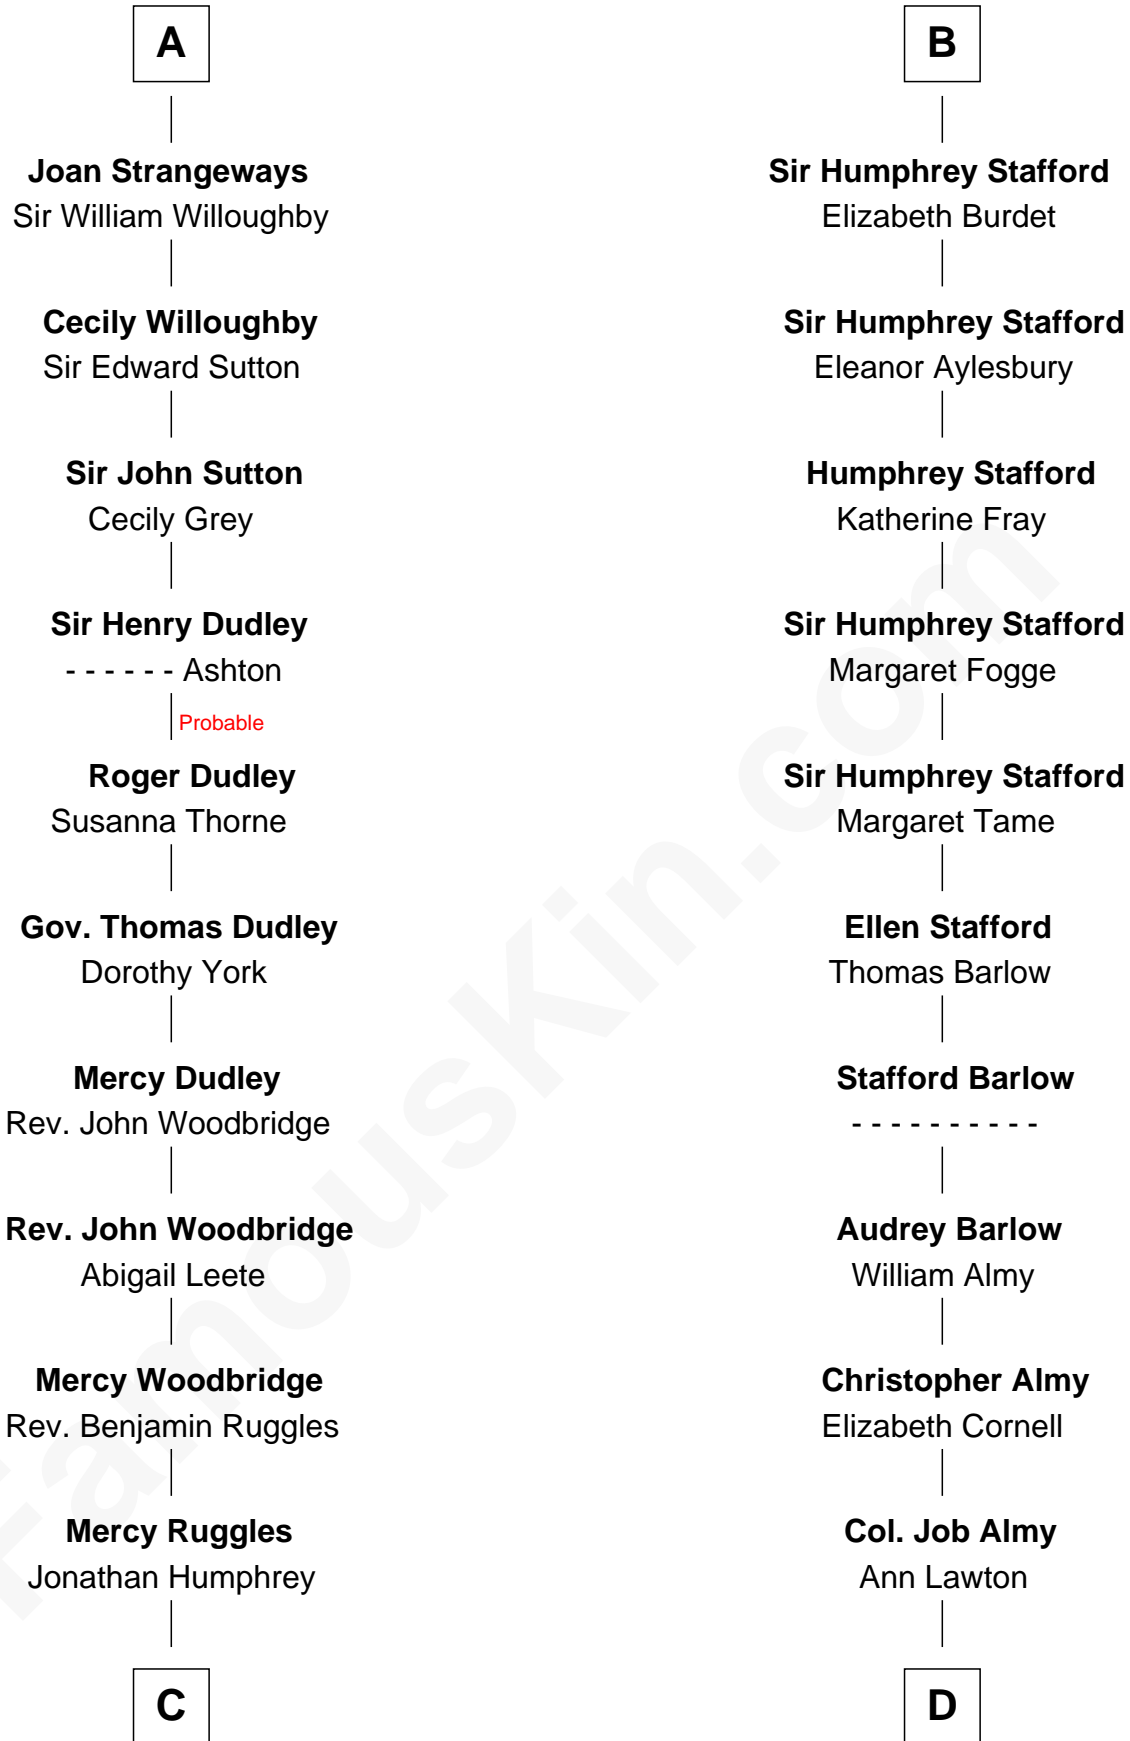 A
Joan Strangeways
Sir William Willoughby
Cecily Willoughby
Sir Edward Sutton
Sir John Sutton
Cecily Grey
Sir Henry Dudley
- - - - - - Ashton
Probable
Roger Dudley
Susanna Thorne
Gov. Thomas Dudley
Dorothy York
Mercy Dudley
Rev. John Woodbridge
Rev. John Woodbridge
Abigail Leete
Mercy Woodbridge
Rev. Benjamin Ruggles
Mercy Ruggles
Jonathan Humphrey
C
B
Sir Humphrey Stafford
Elizabeth Burdet
Sir Humphrey Stafford
Eleanor Aylesbury
Humphrey Stafford
Katherine Fray
Sir Humphrey Stafford
Margaret Fogge
Sir Humphrey Stafford
Margaret Tame
Ellen Stafford
Thomas Barlow
Stafford Barlow
- - - - - - - - - -
Audrey Barlow
William Almy
Christopher Almy
Elizabeth Cornell
Col. Job Almy
Ann Lawton
D
FamousKin.com